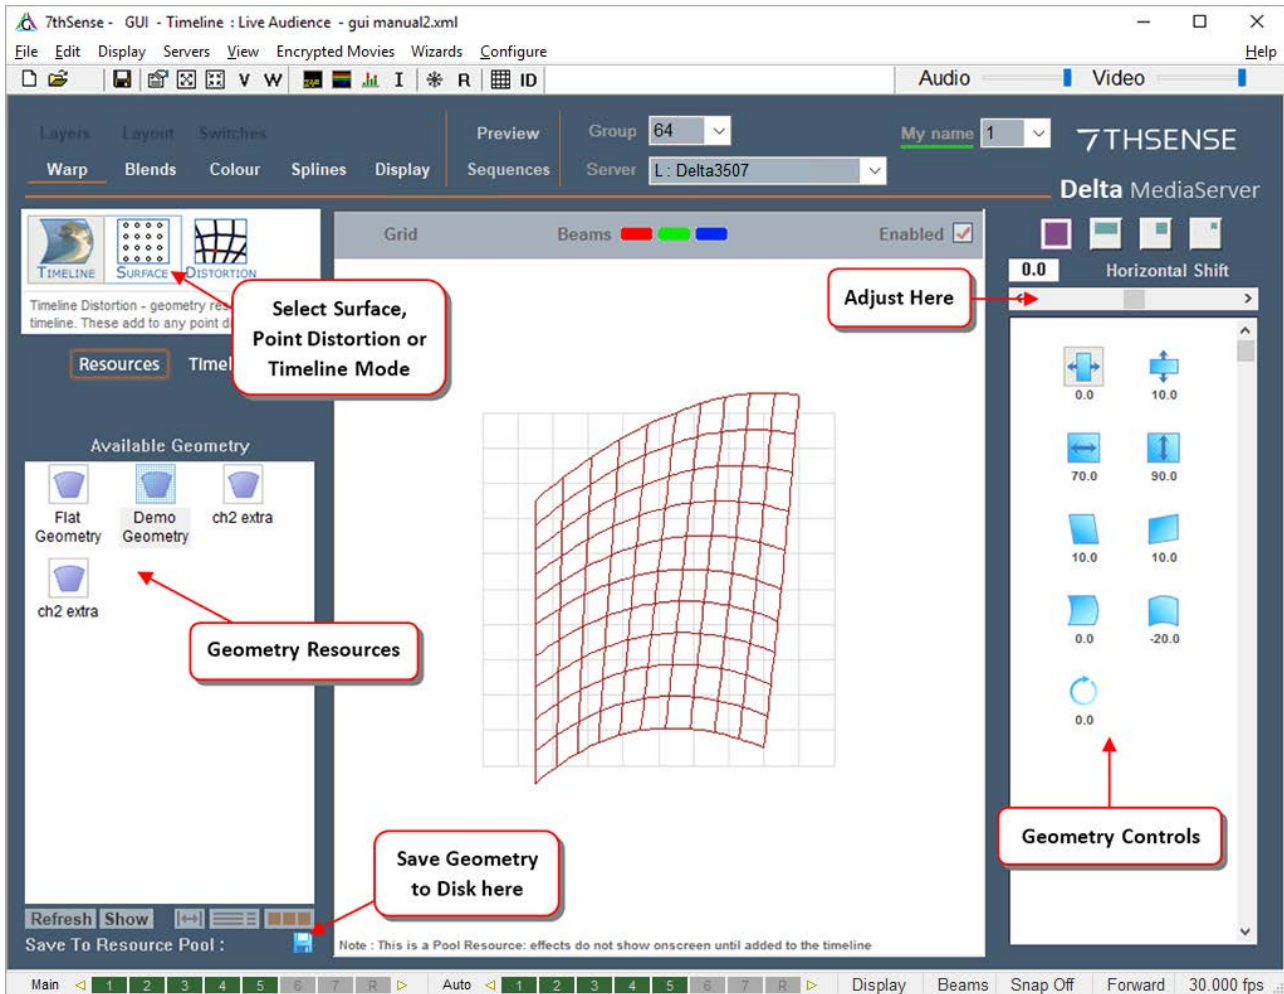 7thSense - GUI - Timeline : Live Audience - gui manual2.xml
File Edit Display Servers View Encrypted Movies Wizards Configure Help
V W I R ID Audio Video
Layers Layout Switches Preview Group 64 My name 1 7THSENSE
Warp Blends Colour Splines Display Sequences Server L : Delta3507
Delta MediaServer
Grid Beams Enabled
TIMELINE SURFACE DISTORTION
0.0 Horizontal Shift
Timeline Distortion - geometry
timeline. These add to any point
Select Surface,
Point Distortion or
Timeline Mode
Adjust Here
Resources
0.0 10.0
70.0 90.0
10.0 10.0
0.0 -20.0
0.0
Available Geometry
Flat
Geometry
Demo
Geometry
ch2 extra
ch2 extra
Geometry Resources
Geometry Controls
Save Geometry
to Disk here
Refresh Show
Save To Resource Pool :
Note : This is a Pool Resource: effects do not show onscreen until added to the timeline
Main 1 2 3 4 5 6 7 R Auto 1 2 3 4 5 6 7 R Display Beams Snap Off Forward 30.000 fps